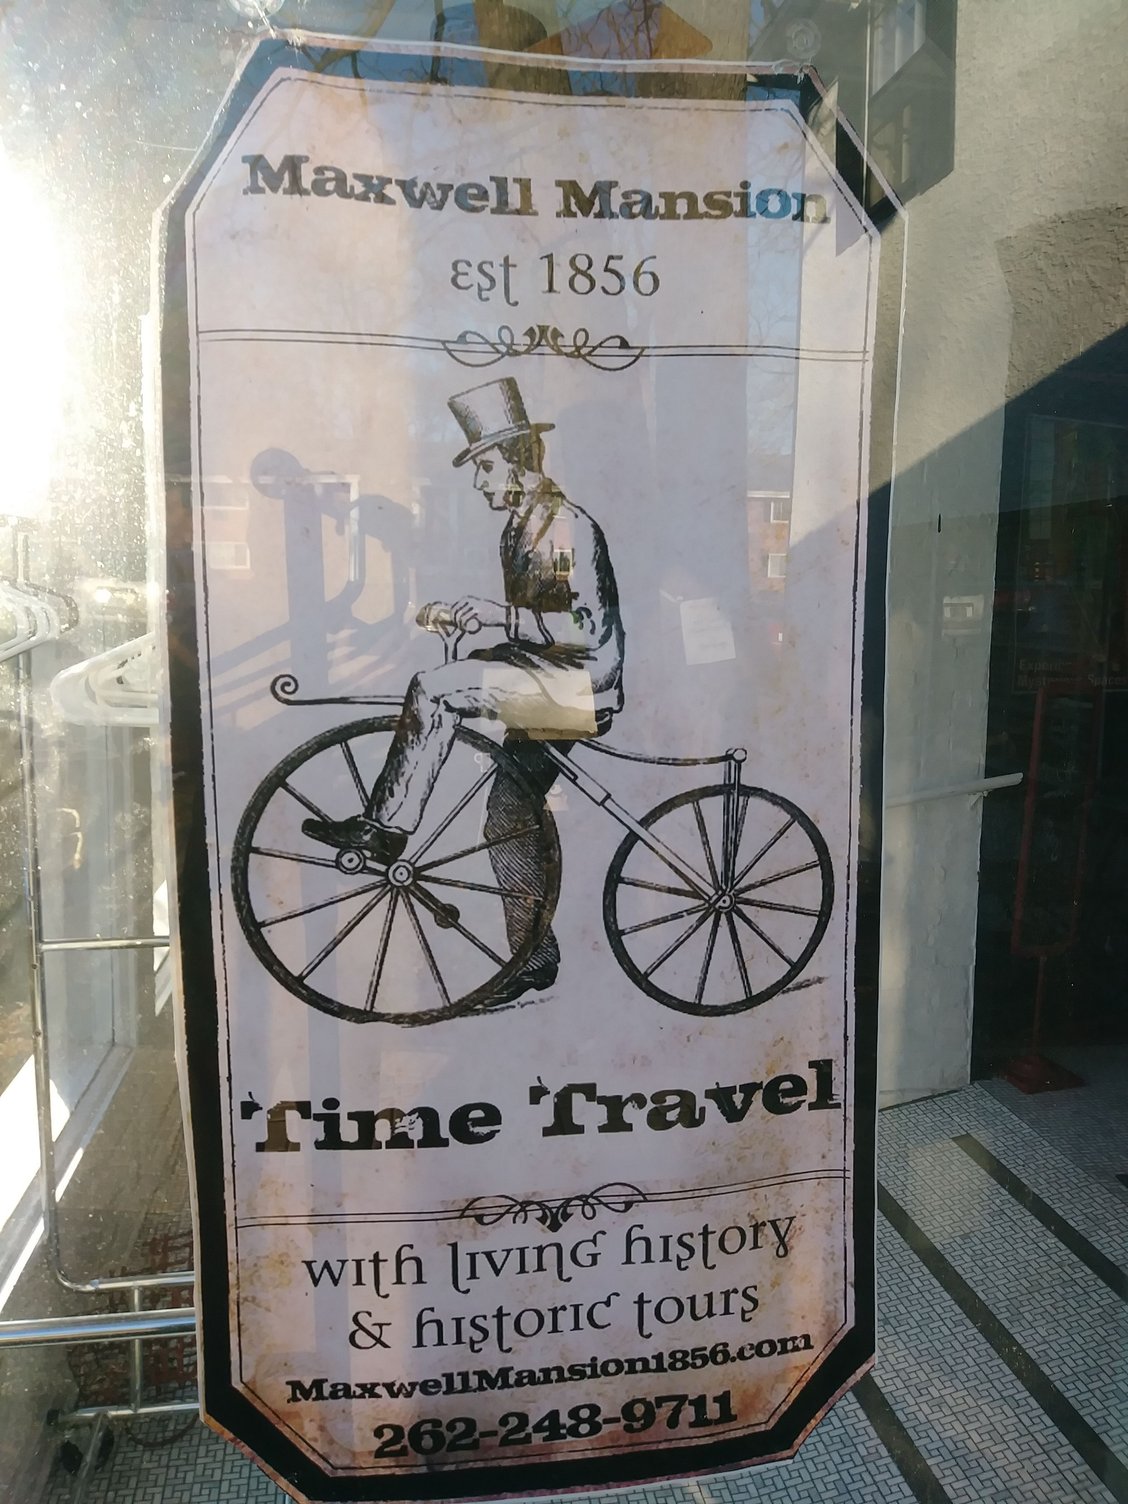 Maxwell Mansion
est 1856
Time Travel
with living history
& historic tours
MaxwellMansion1856.com
262-248-9711